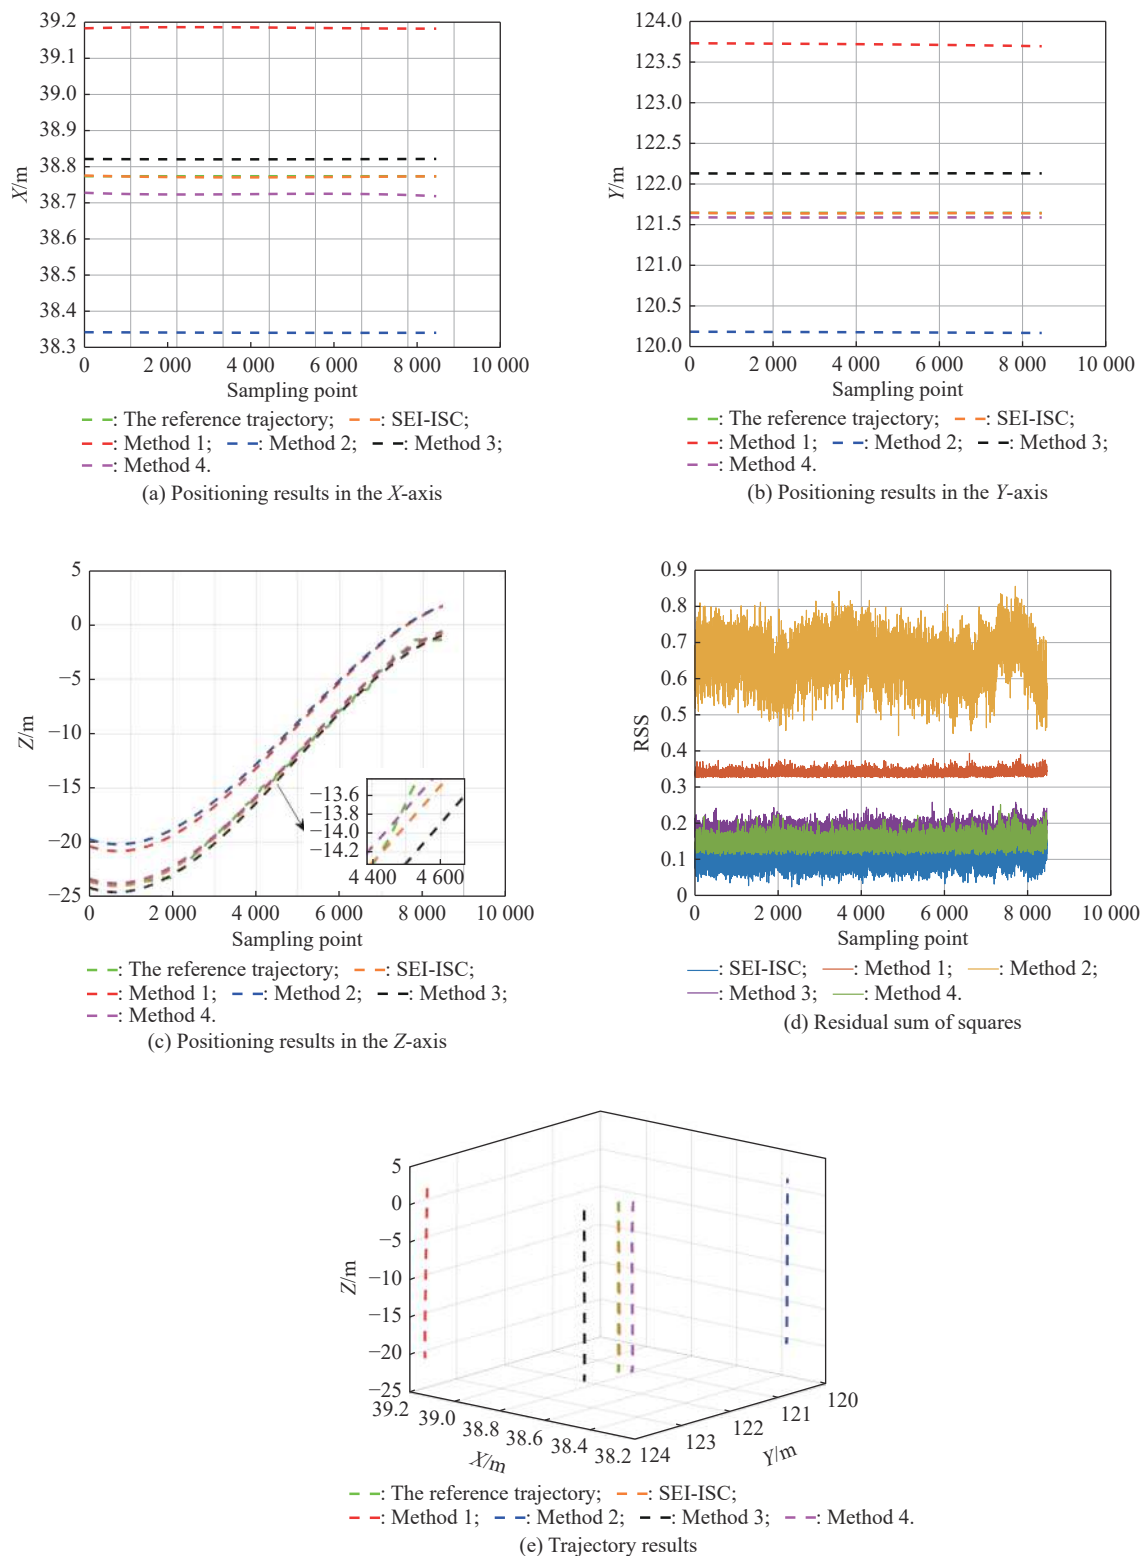 39.2
39.1
39.0
38.9
38.8
38.7
38.6
38.5
38.4
38.3
X/m
0 2 000 4 000 6 000 8 000 10 000
Sampling point
: The reference trajectory; : SEI-ISC;
: Method 1; : Method 2; : Method 3;
: Method 4.
(a) Positioning results in the X-axis
124.0
123.5
123.0
122.5
122.0
121.5
121.0
120.5
120.0
Y/m
0 2 000 4 000 6 000 8 000 10 000
Sampling point
: The reference trajectory; : SEI-ISC;
: Method 1; : Method 2; : Method 3;
: Method 4.
(b) Positioning results in the Y-axis
5
0
−5
−10
−15
−20
−25
Z/m
−13.6
−13.8
−14.0
−14.2
4 400 4 600
0 2 000 4 000 6 000 8 000 10 000
Sampling point
: The reference trajectory; : SEI-ISC;
: Method 1; : Method 2; : Method 3;
: Method 4.
(c) Positioning results in the Z-axis
0.9
0.8
0.7
0.6
0.5
0.4
0.3
0.2
0.1
0
RSS
0 2 000 4 000 6 000 8 000 10 000
Sampling point
: SEI-ISC; : Method 1; : Method 2;
: Method 3; : Method 4.
(d) Residual sum of squares
5
0
−5
−10
−15
−20
−25
Z/m
39.2 39.0 38.8 38.6 38.4 38.2
X/m
124 123 122 121 120
Y/m
: The reference trajectory; : SEI-ISC;
: Method 1; : Method 2; : Method 3; : Method 4.
(e) Trajectory results